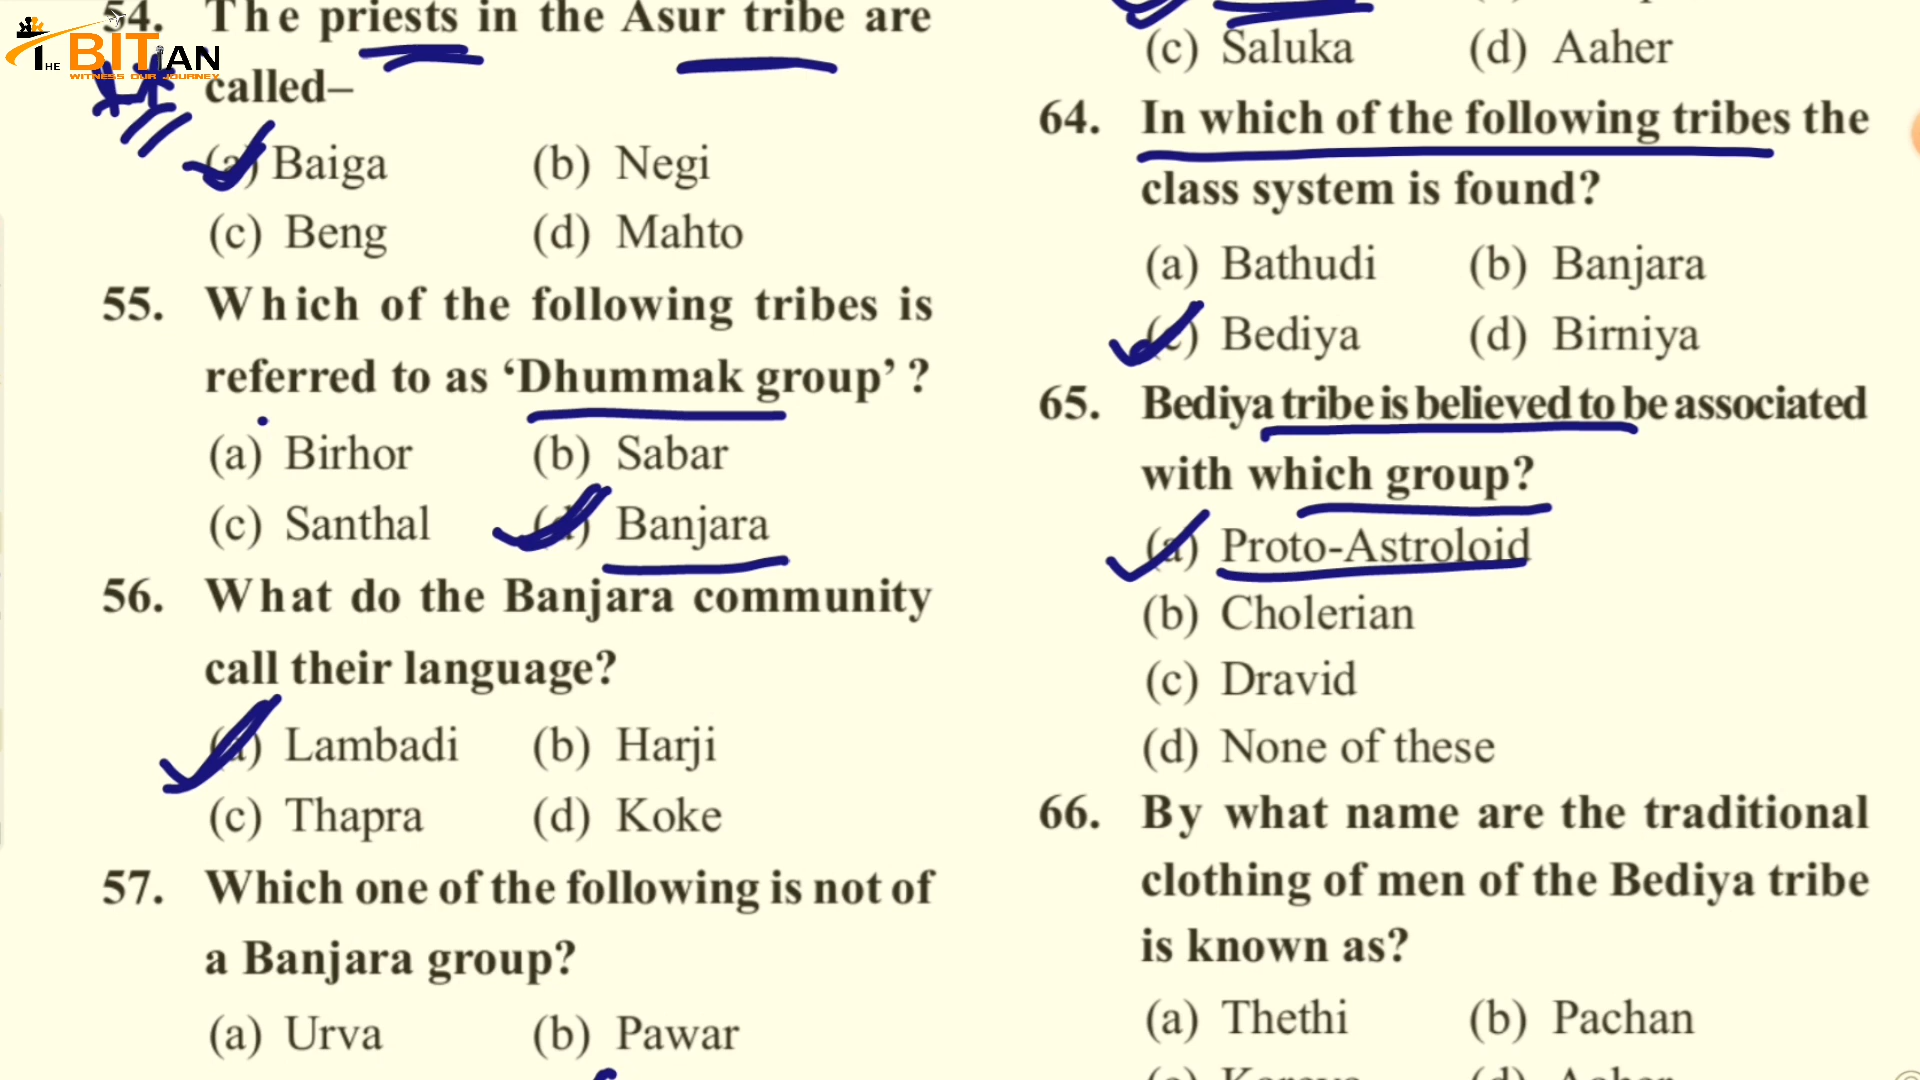 THE BITIAN
WITNESS OUR JOURNEY
54. The priests in the Asur tribe are
called–
(a) Baiga (b) Negi
(c) Beng (d) Mahto
55. Which of the following tribes is
referred to as ‘Dhummak group’ ?
(a) Birhor (b) Sabar
(c) Santhal (d) Banjara
56. What do the Banjara community
call their language?
(a) Lambadi (b) Harji
(c) Thapra (d) Koke
57. Which one of the following is not of
a Banjara group?
(a) Urva (b) Pawar
(c) Saluka (d) Aaher
64. In which of the following tribes the
class system is found?
(a) Bathudi (b) Banjara
(c) Bediya (d) Birniya
65. Bediya tribe is believed to be associated
with which group?
(a) Proto-Astroloid
(b) Cholerian
(c) Dravid
(d) None of these
66. By what name are the traditional
clothing of men of the Bediya tribe
is known as?
(a) Thethi (b) Pachan
(c) Kareya (d) Aaher